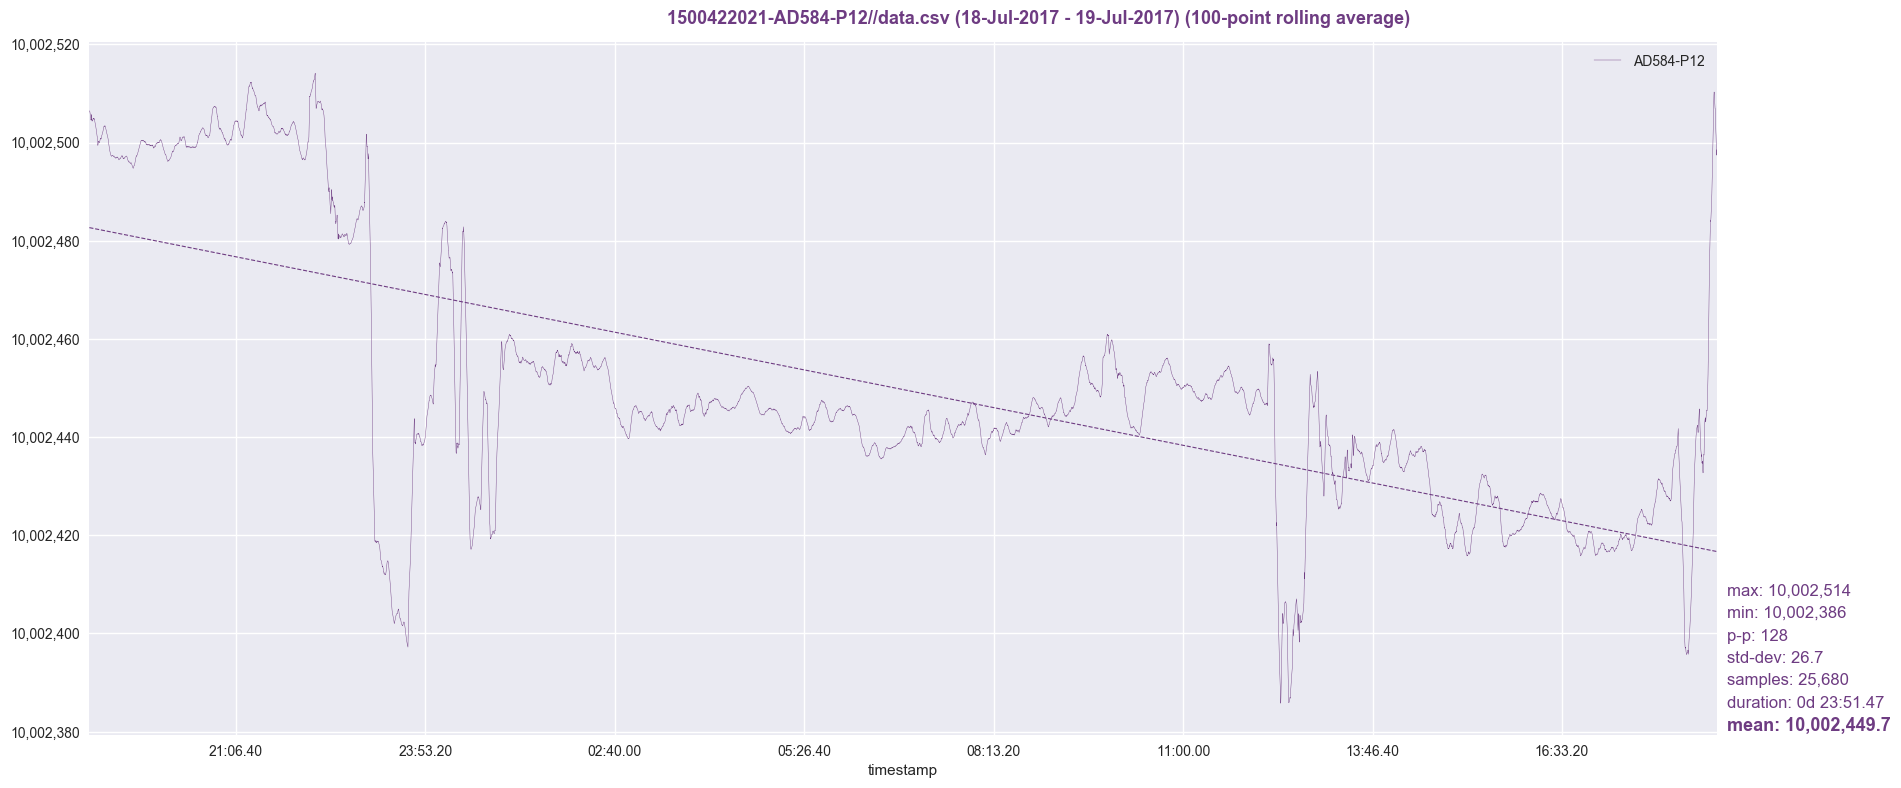 1500422021-AD584-P12//data.csv (18-Jul-2017 - 19-Jul-2017) (100-point rolling average)
AD584-P12
10,002,520
10,002,500
10,002,480
10,002,460
10,002,440
10,002,420
10,002,400
10,002,380
max: 10,002,514
min: 10,002,386
p-p: 128
std-dev: 26.7
samples: 25,680
duration: 0d 23:51.47
mean: 10,002,449.7
21:06.40 23:53.20 02:40.00 05:26.40 08:13.20 11:00.00 13:46.40 16:33.20
timestamp